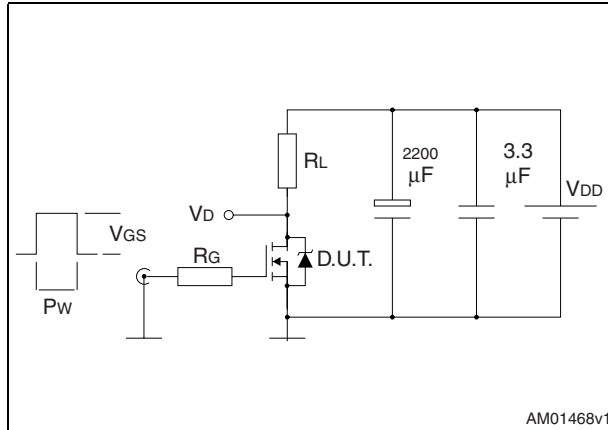 RL
2200
μF
3.3
μF
VDD
VD
VGS
RG
D.U.T.
PW
AM01468v1